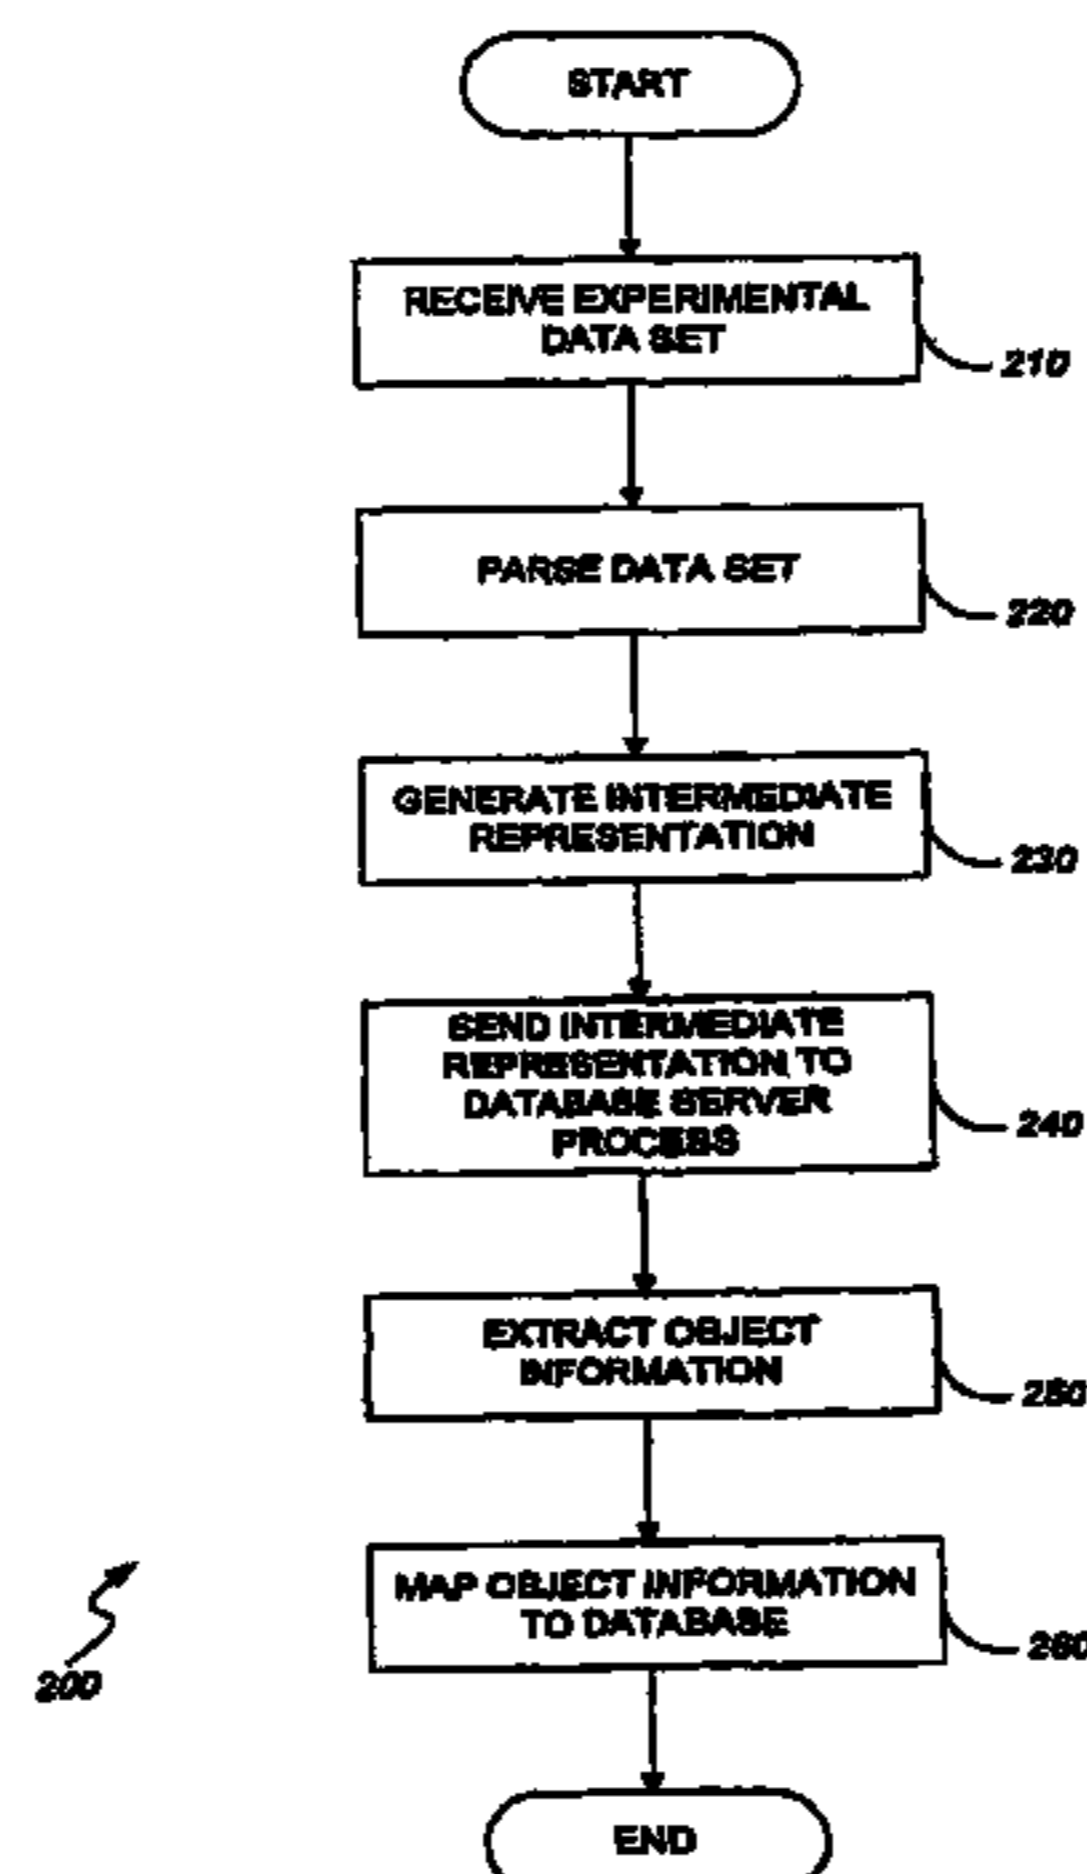 START
RECEIVE EXPERIMENTAL
DATA SET
210
PARSE DATA SET
220
GENERATE INTERMEDIATE
REPRESENTATION
230
SEND INTERMEDIATE
REPRESENTATION TO
DATABASE SERVER
PROCESS
240
EXTRACT OBJECT
INFORMATION
250
MAP OBJECT INFORMATION
TO DATABASE
260
200
END